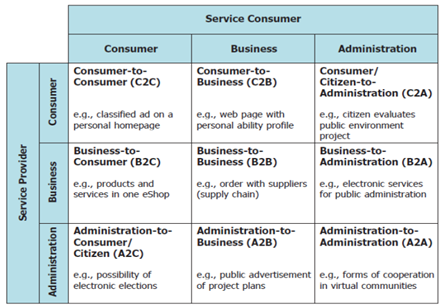 Service Consumer
Consumer
Business
Administration
Service Provider
Consumer
Consumer-to-
Consumer (C2C)
e.g., classified ad on a
personal homepage
Consumer-to-
Business (C2B)
e.g., web page with
personal ability profile
Consumer/
Citizen-to-
Administration (C2A)
e.g., citizen evaluates
public environment
project
Business
Business-to-
Consumer (B2C)
e.g., products and
services in one eShop
Business-to-
Business (B2B)
e.g., order with suppliers
(supply chain)
Business-to-
Administration (B2A)
e.g., electronic services
for public administration
Administration
Administration-to-
Consumer/
Citizen (A2C)
e.g., possibility of
electronic elections
Administration-to-
Business (A2B)
e.g., public advertisement
of project plans
Administration-to-
Administration (A2A)
e.g., forms of cooperation
in virtual communities